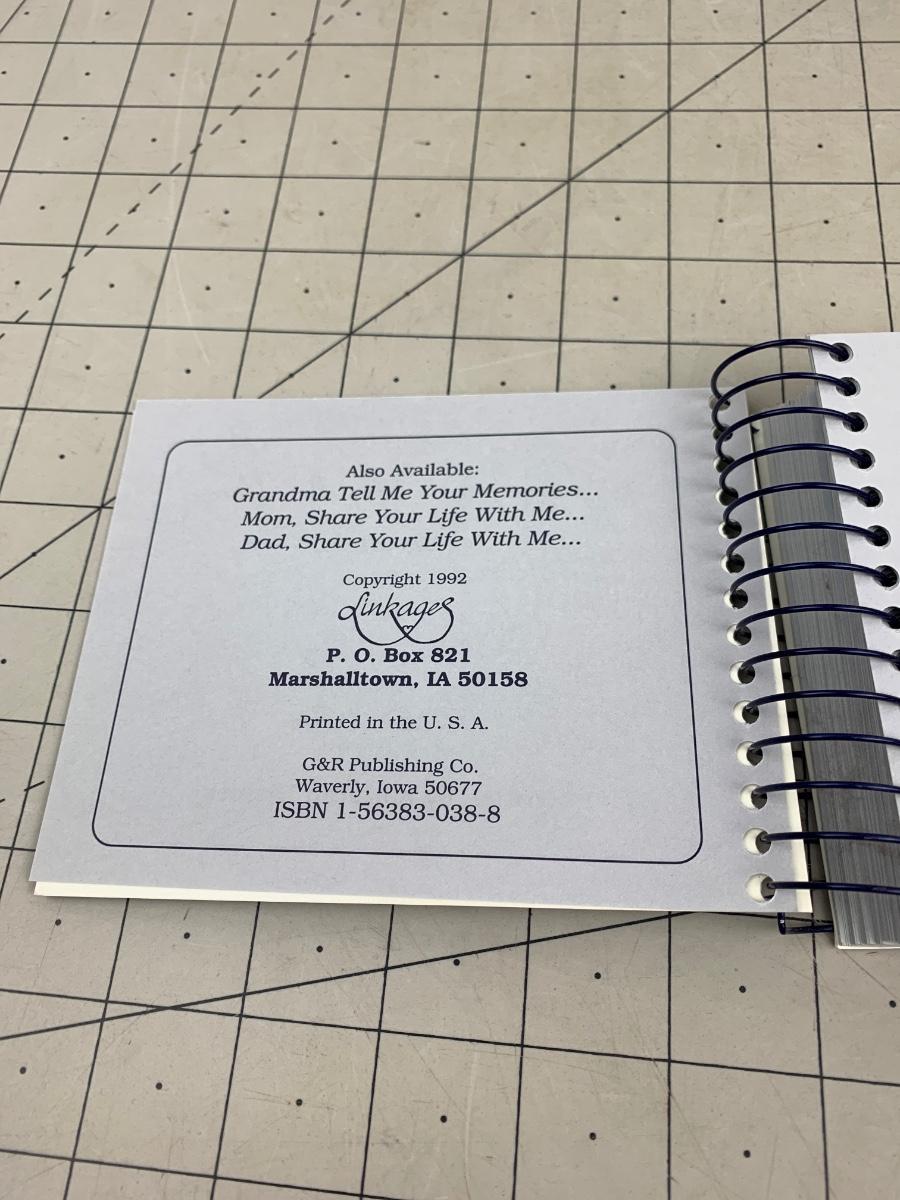 Also Available:
Grandma Tell Me Your Memories...
Mom, Share Your Life With Me...
Dad, Share Your Life With Me...
Copyright 1992
Linkages
P. O. Box 821
Marshalltown, IA 50158
Printed in the U. S. A.
G&R Publishing Co.
Waverly, Iowa 50677
ISBN 1-56383-038-8